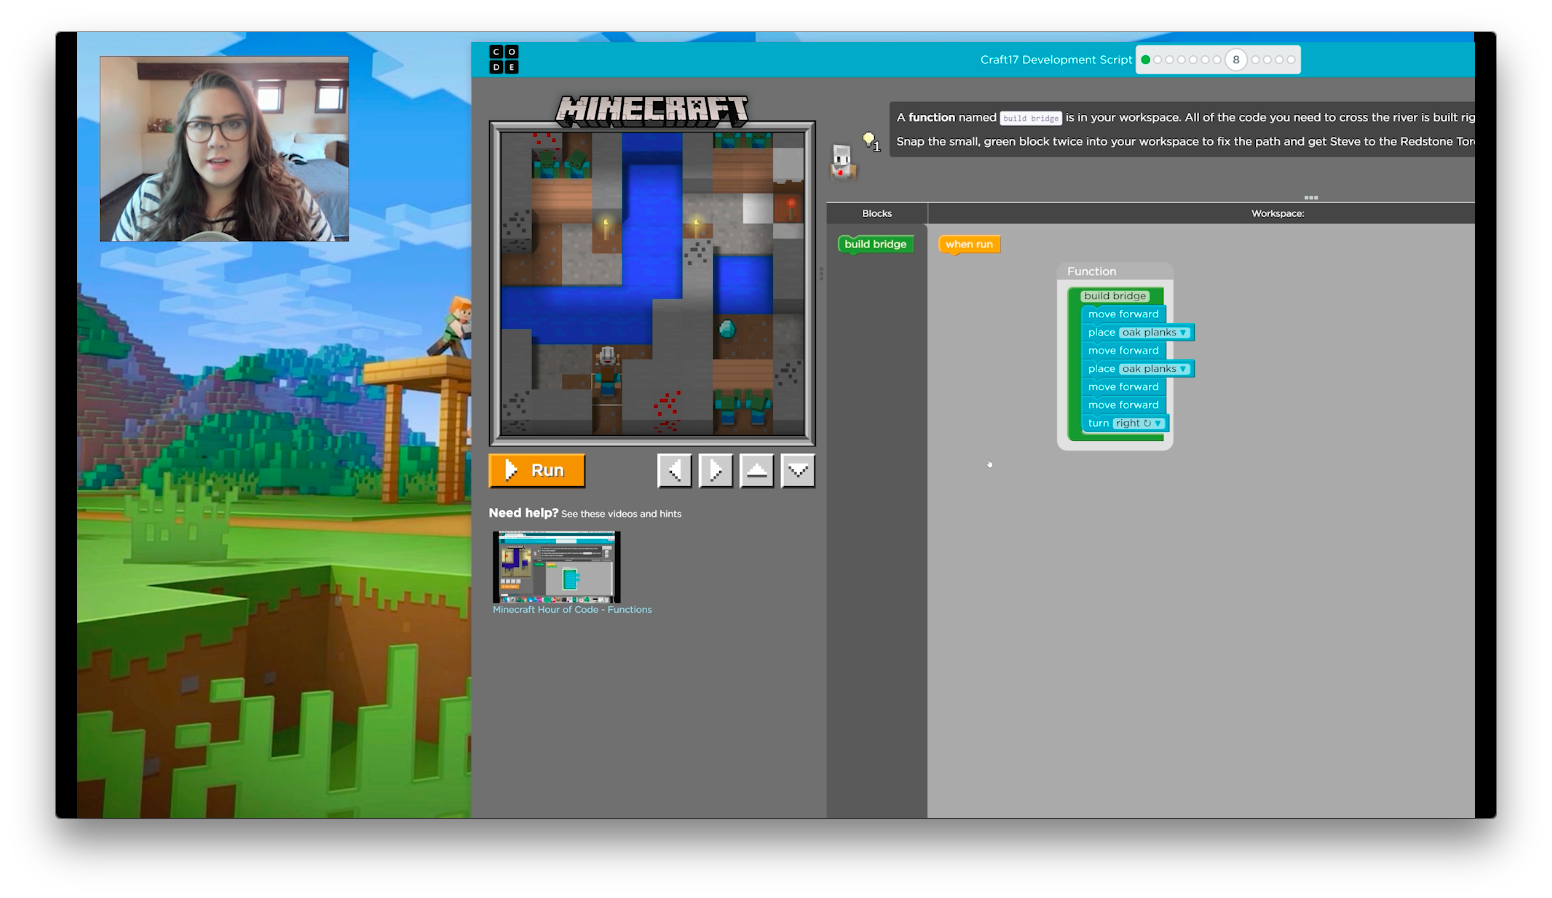 C O
D E
Craft17 Development Script
8
MINECRAFT
A function named build bridge is in your workspace. All of the code you need to cross the river is built rig
Snap the small, green block twice into your workspace to fix the path and get Steve to the Redstone Tor
1
Blocks
Workspace:
build bridge
when run
Function
build bridge
move forward
place oak planks
move forward
place oak planks
move forward
move forward
turn right
Run
Need help? See these videos and hints
Minecraft Hour of Code - Functions